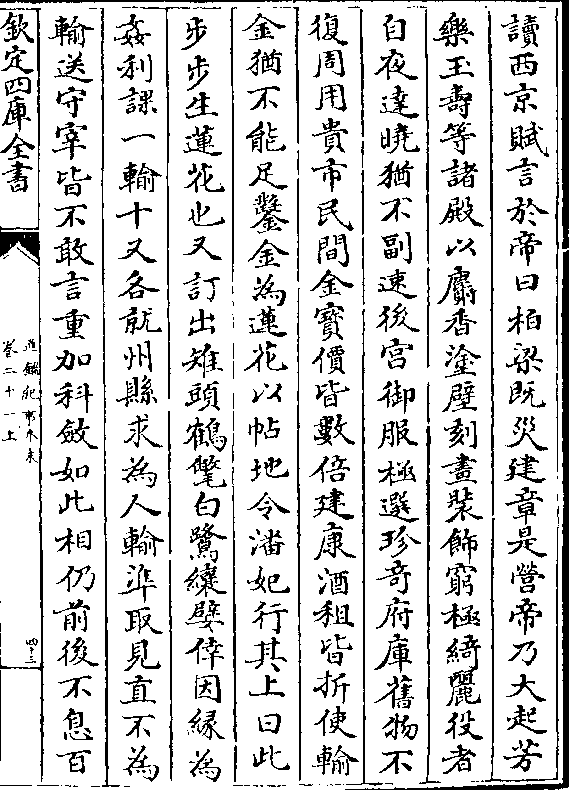 讀西京賦言於帝曰柏梁既災建章是營帝乃大起芳
樂玉壽等諸殿以麝香塗壁刻畫裝飾窮極綺麗役者
自夜達曉猶不副速後宮御服極選珍奇府庫舊物不
復周用貴市民間金寳價皆數倍建康酒租皆折使輸
金猶不能足鑿金為蓮花以帖地令潘妃行其上曰此
步步生蓮花也又訂出雉頭鶴氅白鷺縗嬖倖因緣為
姦利課一輸十又各就州縣求為人輸凖取見直不為
輸送守宰皆不敢言重加科斂如此相仍前後不息百
欽定四庫全書
通鑑紀事本末
卷二十一上
四十三